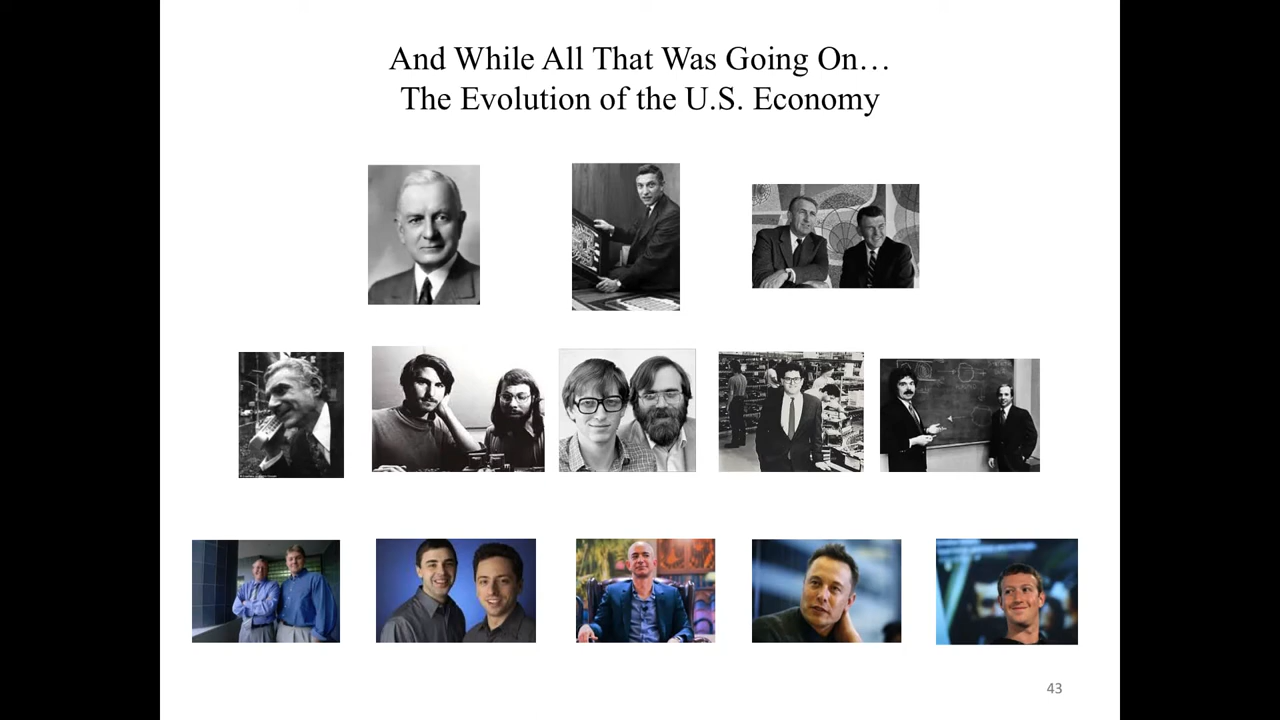 And While All That Was Going On…
The Evolution of the U.S. Economy
43